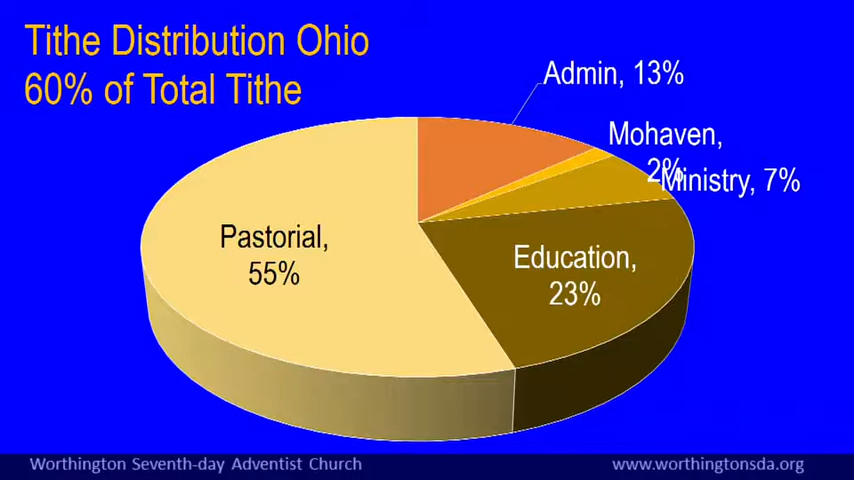 Tithe Distribution Ohio
60% of Total Tithe
Admin, 13%
Mohaven,
2%
Ministry, 7%
Pastorial,
55%
Education,
23%
Worthington Seventh-day Adventist Church
www.worthingtonsda.org